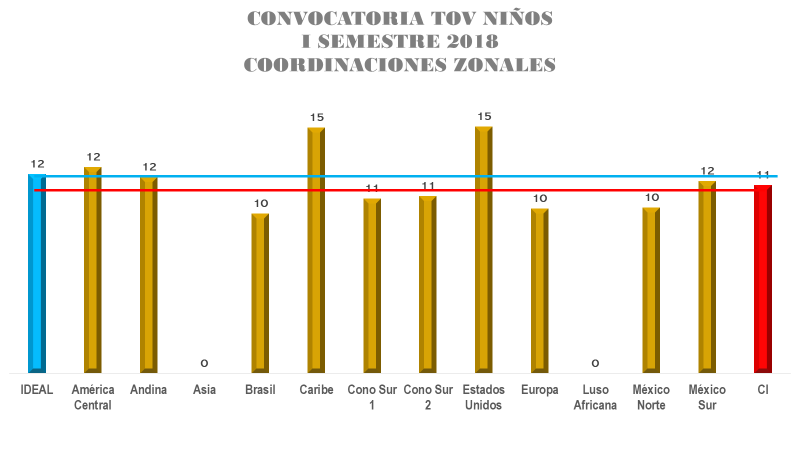 CONVOCATORIA TOV NIÑOS
I SEMESTRE 2018
COORDINACIONES ZONALES
12 12 12 0 10 15 11 11 15 10 0 10 12 11
IDEAL América Central Andina Asia Brasil Caribe Cono Sur 1 Cono Sur 2 Estados Unidos Europa Luso Africana México Norte México Sur CI